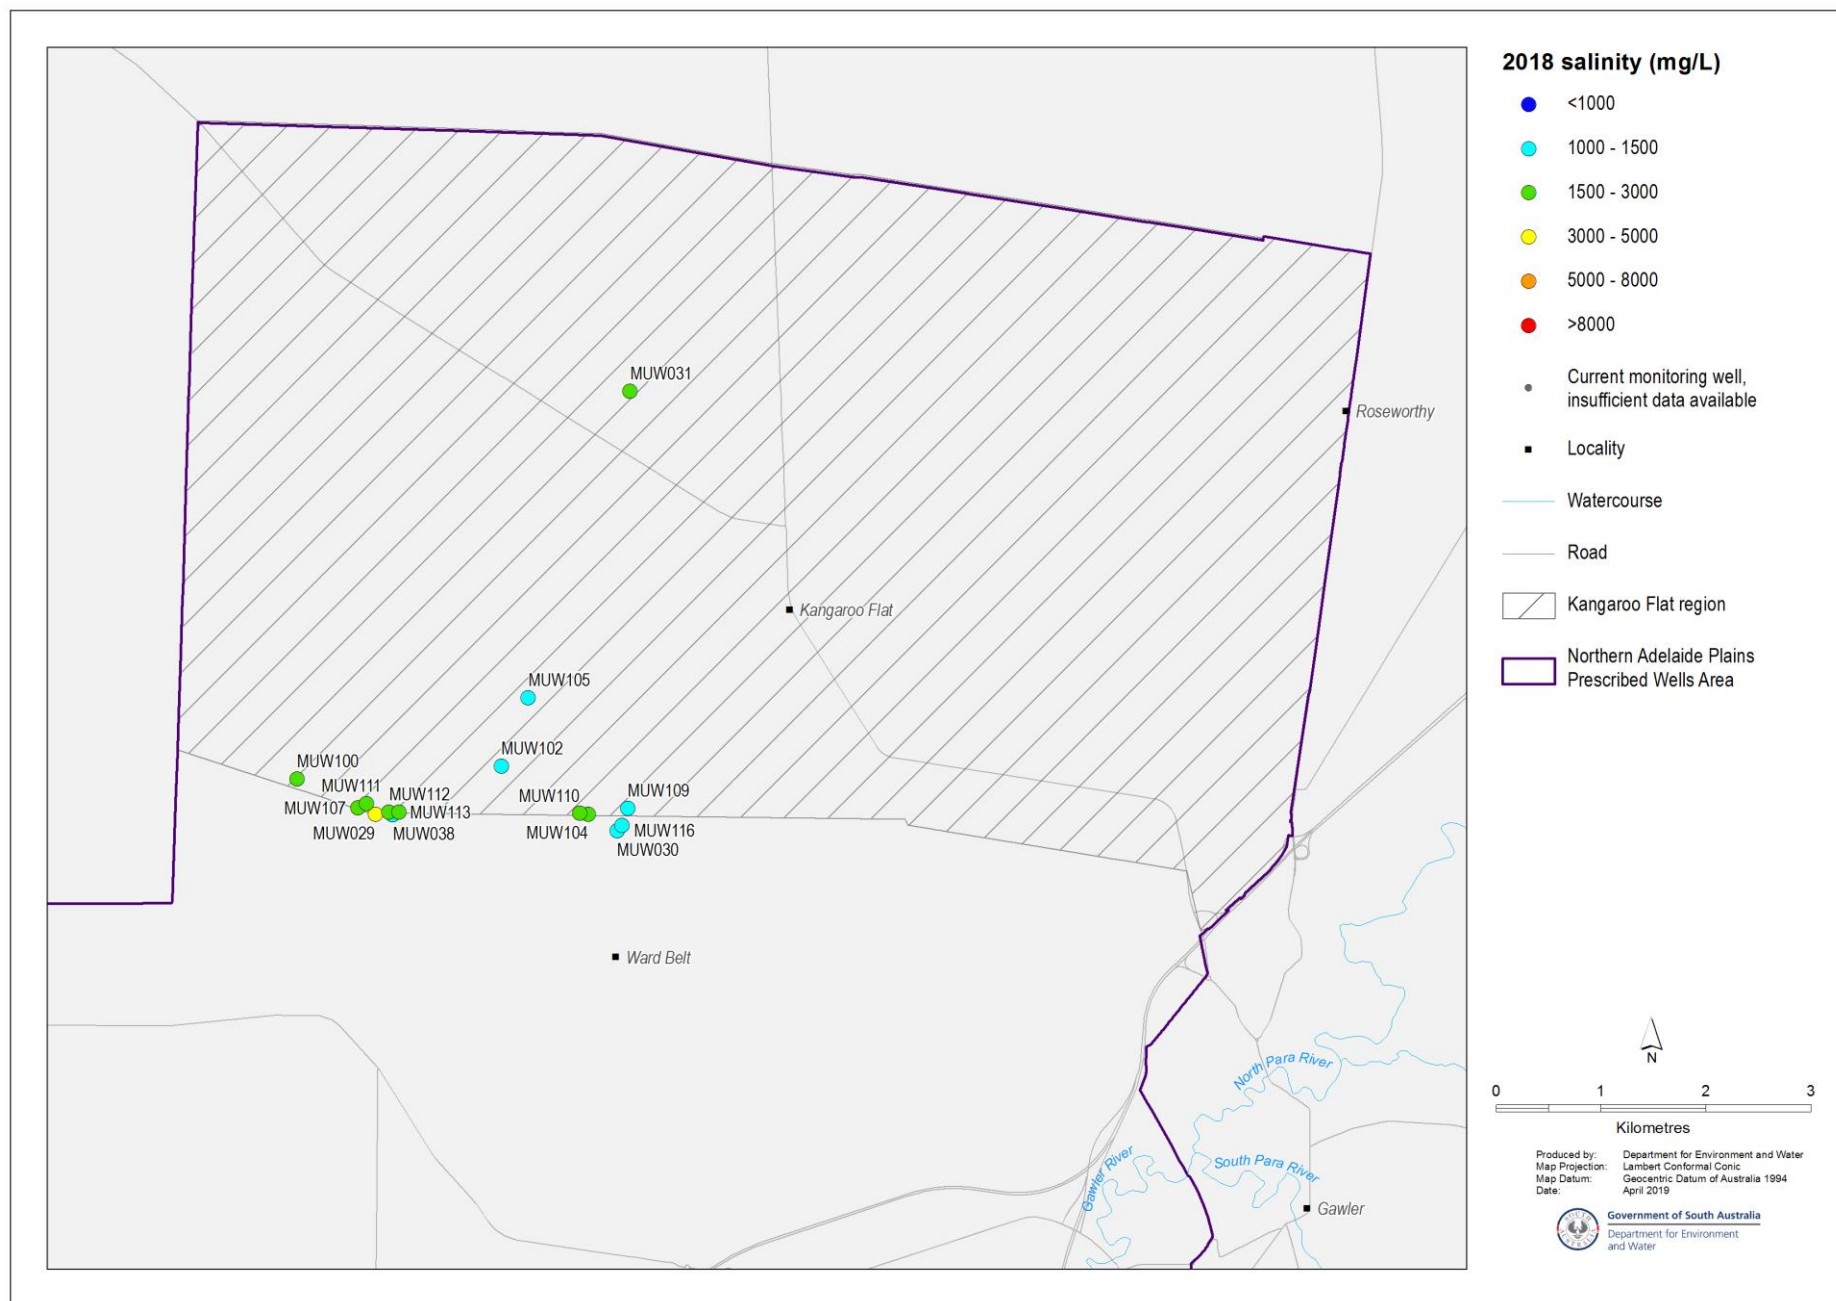 2018 salinity (mg/L)
<1000
1000 - 1500
1500 - 3000
3000 - 5000
5000 - 8000
>8000
Current monitoring well,
insufficient data available
Locality
Watercourse
Road
Kangaroo Flat region
Northern Adelaide Plains
Prescribed Wells Area
MUW031
Roseworthy
Kangaroo Flat
MUW105
MUW102
MUW100
MUW111
MUW112
MUW107
MUW113
MUW029
MUW038
MUW110
MUW109
MUW104
MUW116
MUW030
Ward Belt
North Para River
South Para River
Gawler River
Gawler
N
0 1 2 3
Kilometres
Produced by: Department for Environment and Water
Map Projection: Lambert Conformal Conic
Map Datum: Geocentric Datum of Australia 1994
Date: April 2019
Government of South Australia
Department for Environment
and Water